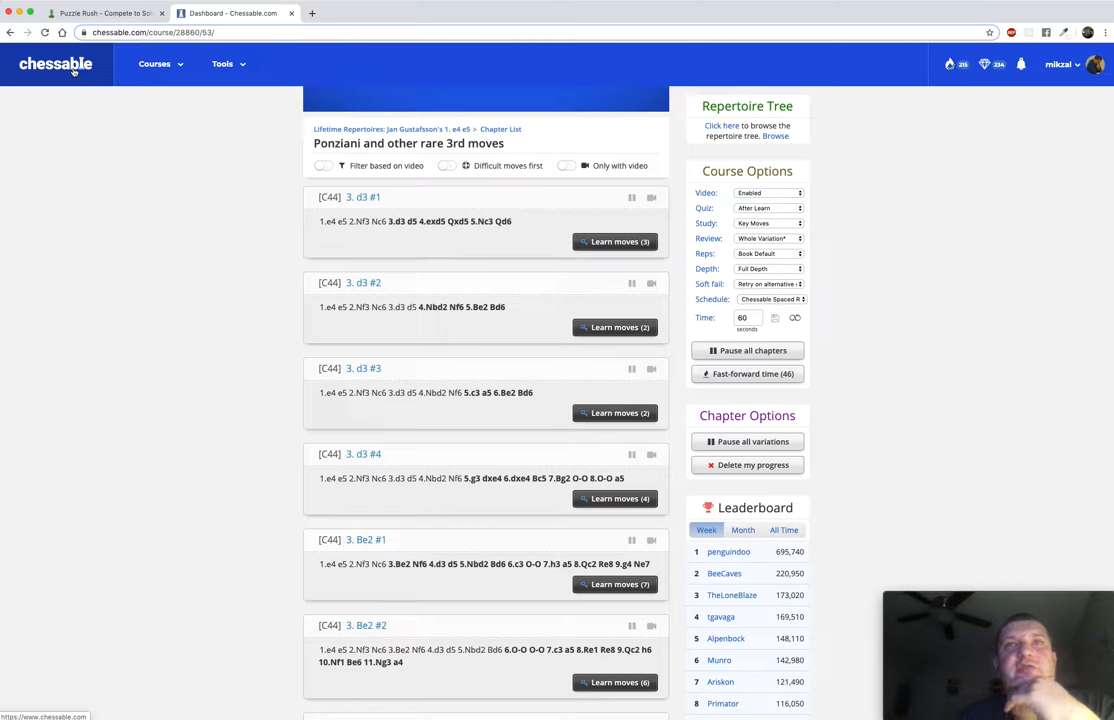 Puzzle Rush - Compete to Sol
Dashboard - Chessable.com
chessable.com/course/28860/53/
chessable
Courses
Tools
215
234
mikzal
Lifetime Repertoires: Jan Gustafsson's 1. e4 e5 > Chapter List
Ponziani and other rare 3rd moves
Filter based on video
Difficult moves first
Only with video
[C44] 3. d3 #1
1.e4 e5 2.Nf3 Nc6 3.d3 d5 4.exd5 Qxd5 5.Nc3 Qd6
Learn moves (3)
[C44] 3. d3 #2
1.e4 e5 2.Nf3 Nc6 3.d3 d5 4.Nbd2 Nf6 5.Be2 Bd6
Learn moves (2)
[C44] 3. d3 #3
1.e4 e5 2.Nf3 Nc6 3.d3 d5 4.Nbd2 Nf6 5.c3 a5 6.Be2 Bd6
Learn moves (2)
[C44] 3. d3 #4
1.e4 e5 2.Nf3 Nc6 3.d3 d5 4.Nbd2 Nf6 5.g3 dxe4 6.dxe4 Bc5 7.Bg2 O-O 8.O-O a5
Learn moves (4)
[C44] 3. Be2 #1
1.e4 e5 2.Nf3 Nc6 3.Be2 Nf6 4.d3 d5 5.Nbd2 Bd6 6.c3 O-O 7.h3 a5 8.Qc2 Re8 9.g4 Ne7
Learn moves (7)
[C44] 3. Be2 #2
1.e4 e5 2.Nf3 Nc6 3.Be2 Nf6 4.d3 d5 5.Nbd2 Bd6 6.O-O O-O 7.c3 a5 8.Re1 Re8 9.Qc2 h6
10.Nf1 Be6 11.Ng3 a4
Learn moves (6)
Repertoire Tree
Click here to browse the
repertoire tree. Browse
Course Options
Video: Enabled
Quiz: After Learn
Study: Key Moves
Review: Whole Variation*
Reps: Book Default
Depth: Full Depth
Soft fail: Retry on alternative
Schedule: Chessable Spaced R
Time: 60
seconds
Pause all chapters
Fast-forward time (46)
Chapter Options
Pause all variations
Delete my progress
Leaderboard
Week Month All Time
1 penguindoo 695,740
2 BeeCaves 220,950
3 TheLoneBlaze 173,020
4 tgavaga 169,510
5 Alpenbock 148,110
6 Munro 142,980
7 Ariskon 121,490
8 Primator 116,050
https://www.chessable.com